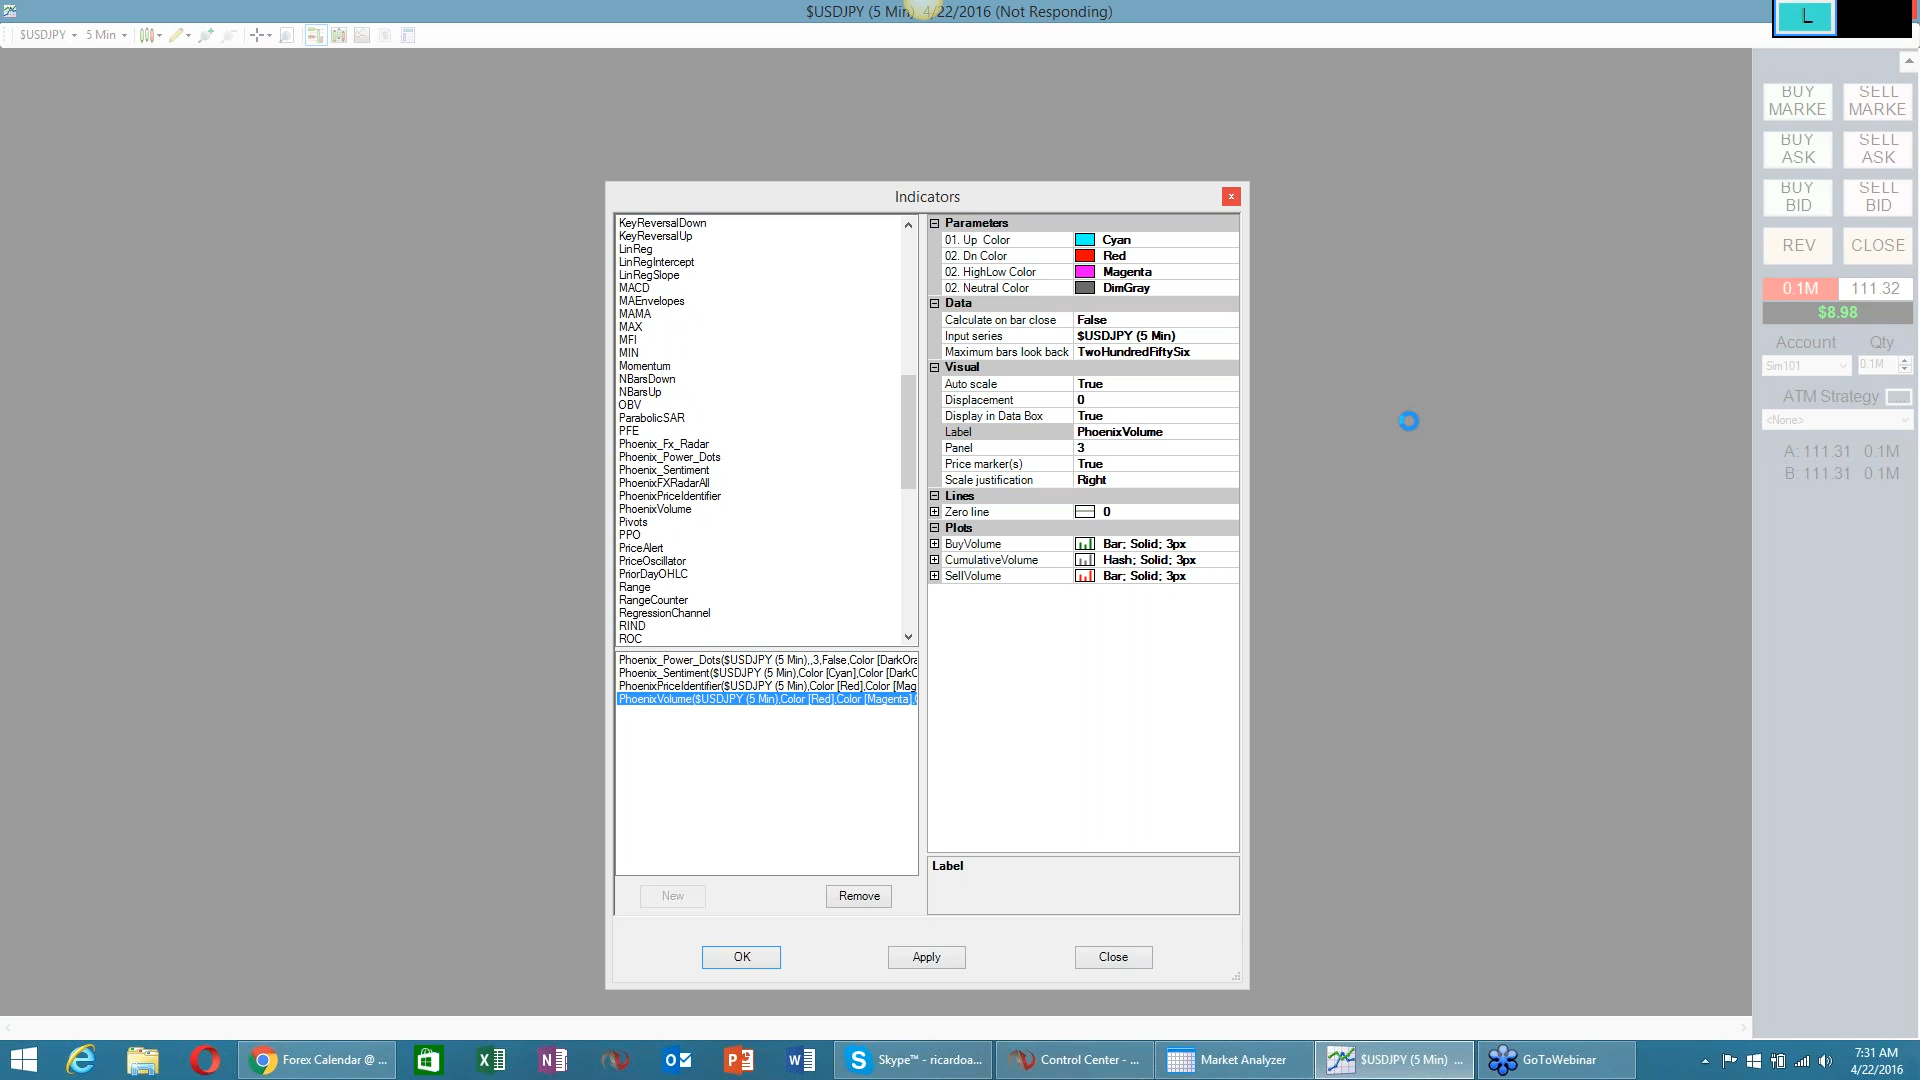 $USDJPY (5 Min) 4/22/2016 (Not Responding)
L
$USDJPY
5 Min
BUY MARKE
SELL MARKE
BUY ASK
SELL ASK
BUY BID
SELL BID
REV
CLOSE
0.1M
111.32
$8.98
Account
Qty
Sim101
0.1M
ATM Strategy
...
<None>
A: 111.31 0.1M
B: 111.31 0.1M
Indicators
x
KeyReversalDown
KeyReversalUp
LinReg
LinRegIntercept
LinRegSlope
MACD
MAEnvelopes
MAMA
MAX
MFI
MIN
Momentum
NBarsDown
NBarsUp
OBV
ParabolicSAR
PFE
Phoenix_Fx_Radar
Phoenix_Power_Dots
Phoenix_Sentiment
PhoenixFXRadarAll
PhoenixPriceIdentifier
PhoenixVolume
Pivots
PPO
PriceAlert
PriceOscillator
PriorDayOHLC
Range
RangeCounter
RegressionChannel
RIND
ROC
Phoenix_Power_Dots($USDJPY (5 Min),,3,False,Color [DarkOra
Phoenix_Sentiment($USDJPY (5 Min),Color [Cyan],Color [DarkO
PhoenixPriceIdentifier($USDJPY (5 Min),Color [Red],Color [Mag
PhoenixVolume($USDJPY (5 Min),Color [Red],Color [Magenta],
New
Remove
Parameters
01. Up Color Cyan
02. Dn Color Red
02. HighLow Color Magenta
02. Neutral Color DimGray
Data
Calculate on bar close False
Input series $USDJPY (5 Min)
Maximum bars look back TwoHundredFiftySix
Visual
Auto scale True
Displacement 0
Display in Data Box True
Label PhoenixVolume
Panel 3
Price marker(s) True
Scale justification Right
Lines
Zero line 0
Plots
BuyVolume Bar; Solid; 3px
CumulativeVolume Hash; Solid; 3px
SellVolume Bar; Solid; 3px
Label
OK
Apply
Close
Forex Calendar @ ...
Skype™ - ricardoa...
Control Center - ...
Market Analyzer
$USDJPY (5 Min) ...
GoToWebinar
7:31 AM
4/22/2016